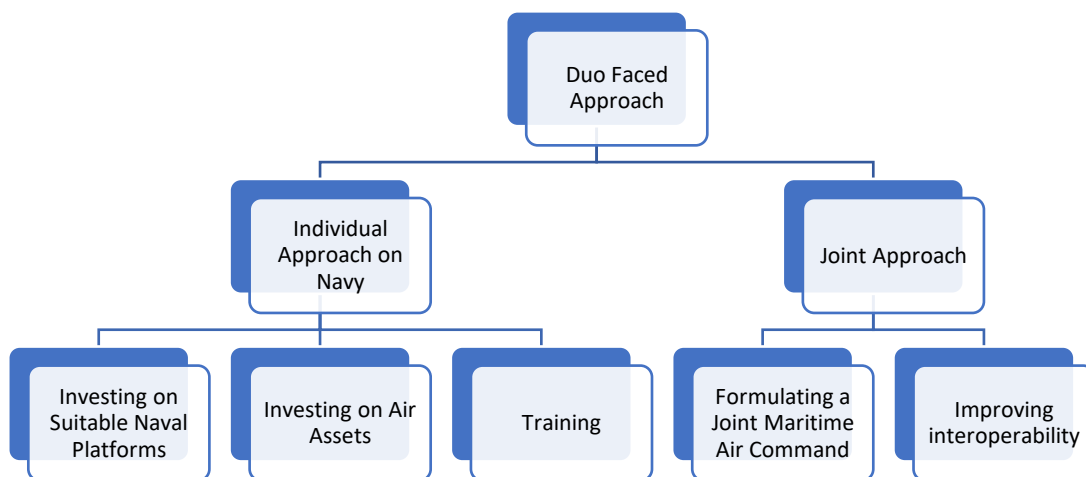 Duo Faced
Approach
Individual
Approach on
Navy
Joint Approach
Investing on
Suitable Naval
Platforms
Investing on Air
Assets
Training
Formulating a
Joint Maritime
Air Command
Improving
interoperability